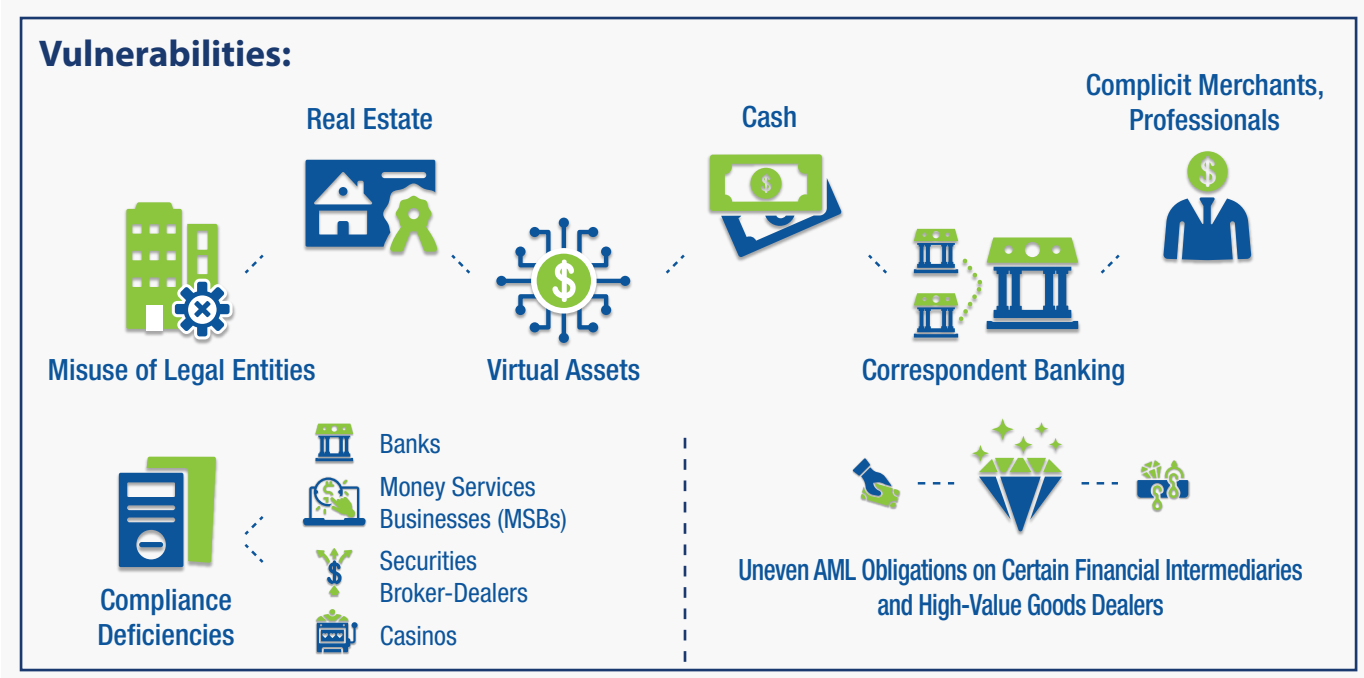 Vulnerabilities:
Real Estate
Cash
Complicit Merchants,
Professionals
Misuse of Legal Entities
Virtual Assets
Correspondent Banking
Compliance
Deficiencies
Banks
Money Services
Businesses (MSBs)
Securities
Broker-Dealers
Casinos
Uneven AML Obligations on Certain Financial Intermediaries
and High-Value Goods Dealers